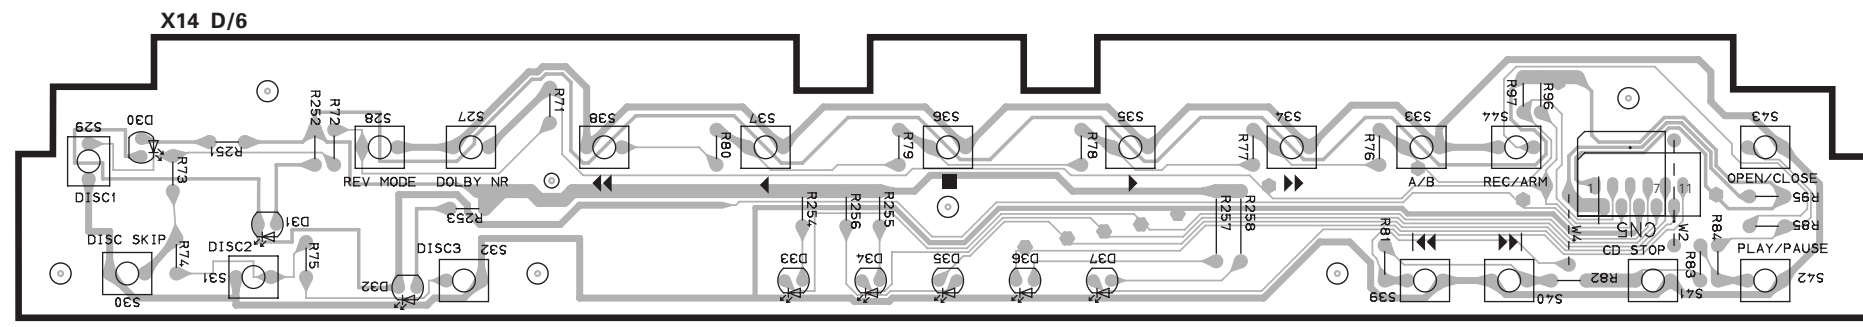 X14 D/6
D30
S29
R251
R252
R72
S28
S27
R71
S38
R80
S37
R79
S36
R78
S35
R77
S34
R76
S33
S44
R97
R96
S43
R73
DISC1
REV MODE
DOLBY NR
A/B
REC/ARM
OPEN/CLOSE
1
7
11
R95
D31
R253
R254
R256
R255
R257
R258
R85
DISC SKIP
R74
DISC2
R75
DISC3
S32
R81
W4
CN5
CD STOP
W2
R83
R84
PLAY/PAUSE
S30
S31
D32
D33
D34
D35
D36
D37
S39
S40
R82
S41
S42